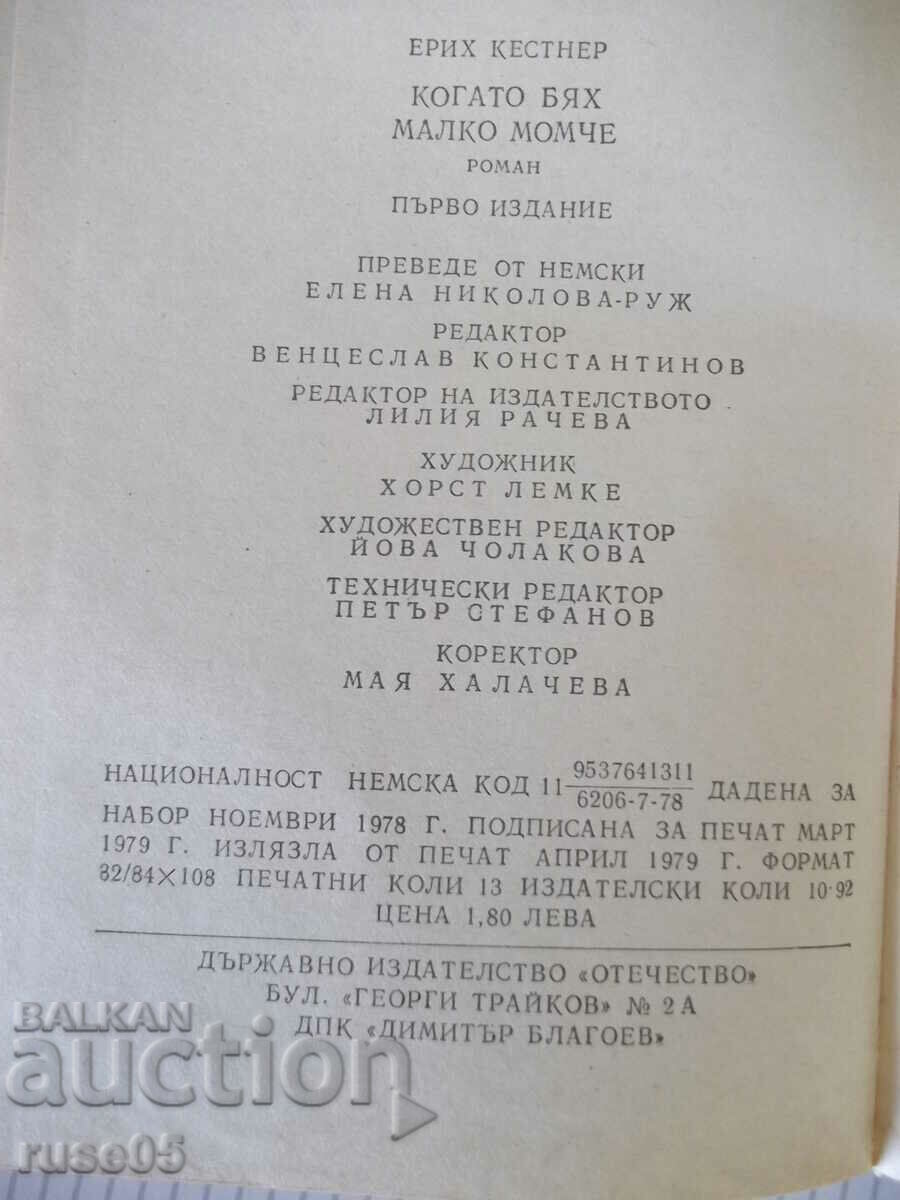 ЕРИХ КЕСТНЕР
КОГАТО БЯХ
МАЛКО МОМЧЕ
РОМАН
ПЪРВО ИЗДАНИЕ
ПРЕВЕДЕ ОТ НЕМСКИ
ЕЛЕНА НИКОЛОВА-РУЖ
РЕДАКТОР
ВЕНЦЕСЛАВ КОНСТАНТИНОВ
РЕДАКТОР НА ИЗДАТЕЛСТВОТО
ЛИЛИЯ РАЧЕВА
ХУДОЖНИК
ХОРСТ ЛЕМКЕ
ХУДОЖЕСТВЕН РЕДАКТОР
ЙОВА ЧОЛАКОВА
ТЕХНИЧЕСКИ РЕДАКТОР
ПЕТЪР СТЕФАНОВ
КОРЕКТОР
МАЯ ХАЛАЧЕВА
НАЦИОНАЛНОСТ НЕМСКА КОД 11 9537641311/6206-7-78 ДАДЕНА ЗА
НАБОР НОЕМВРИ 1978 Г. ПОДПИСАНА ЗА ПЕЧАТ МАРТ
1979 Г. ИЗЛЯЗЛА ОТ ПЕЧАТ АПРИЛ 1979 Г. ФОРМАТ
32/84×108 ПЕЧАТНИ КОЛИ 13 ИЗДАТЕЛСКИ КОЛИ 10·92
ЦЕНА 1,80 ЛЕВА
ДЪРЖАВНО ИЗДАТЕЛСТВО «ОТЕЧЕСТВО»
БУЛ. «ГЕОРГИ ТРАЙКОВ» № 2А
ДПК «ДИМИТЪР БЛАГОЕВ»
BALKAN
auction
ruse05